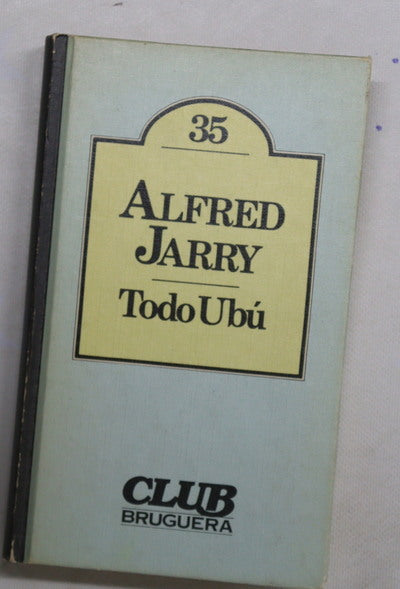 35
ALFRED
JARRY
Todo Ubú
CLUB
BRUGUERA